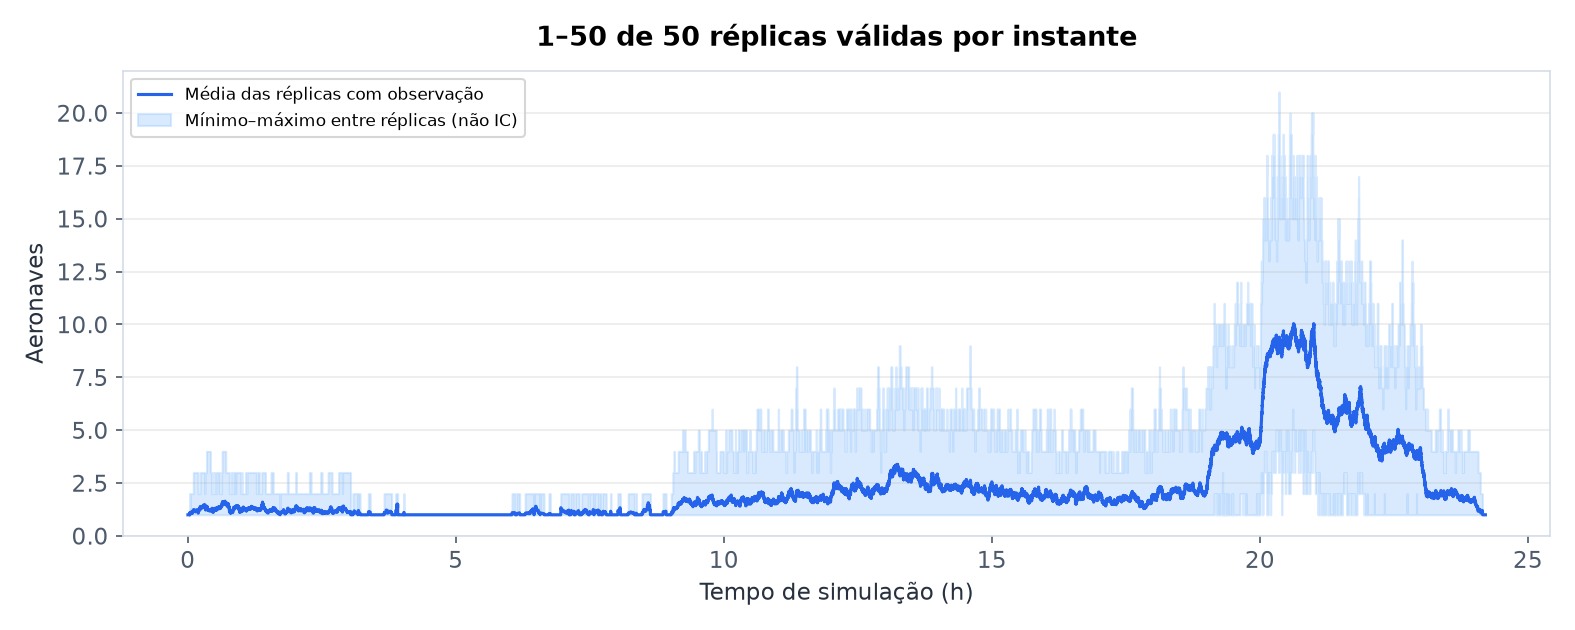 1–50 de 50 réplicas válidas por instante
Média das réplicas com observação
Mínimo–máximo entre réplicas (não IC)
Aeronaves
20.0
17.5
15.0
12.5
10.0
7.5
5.0
2.5
0.0
0 5 10 15 20 25
Tempo de simulação (h)